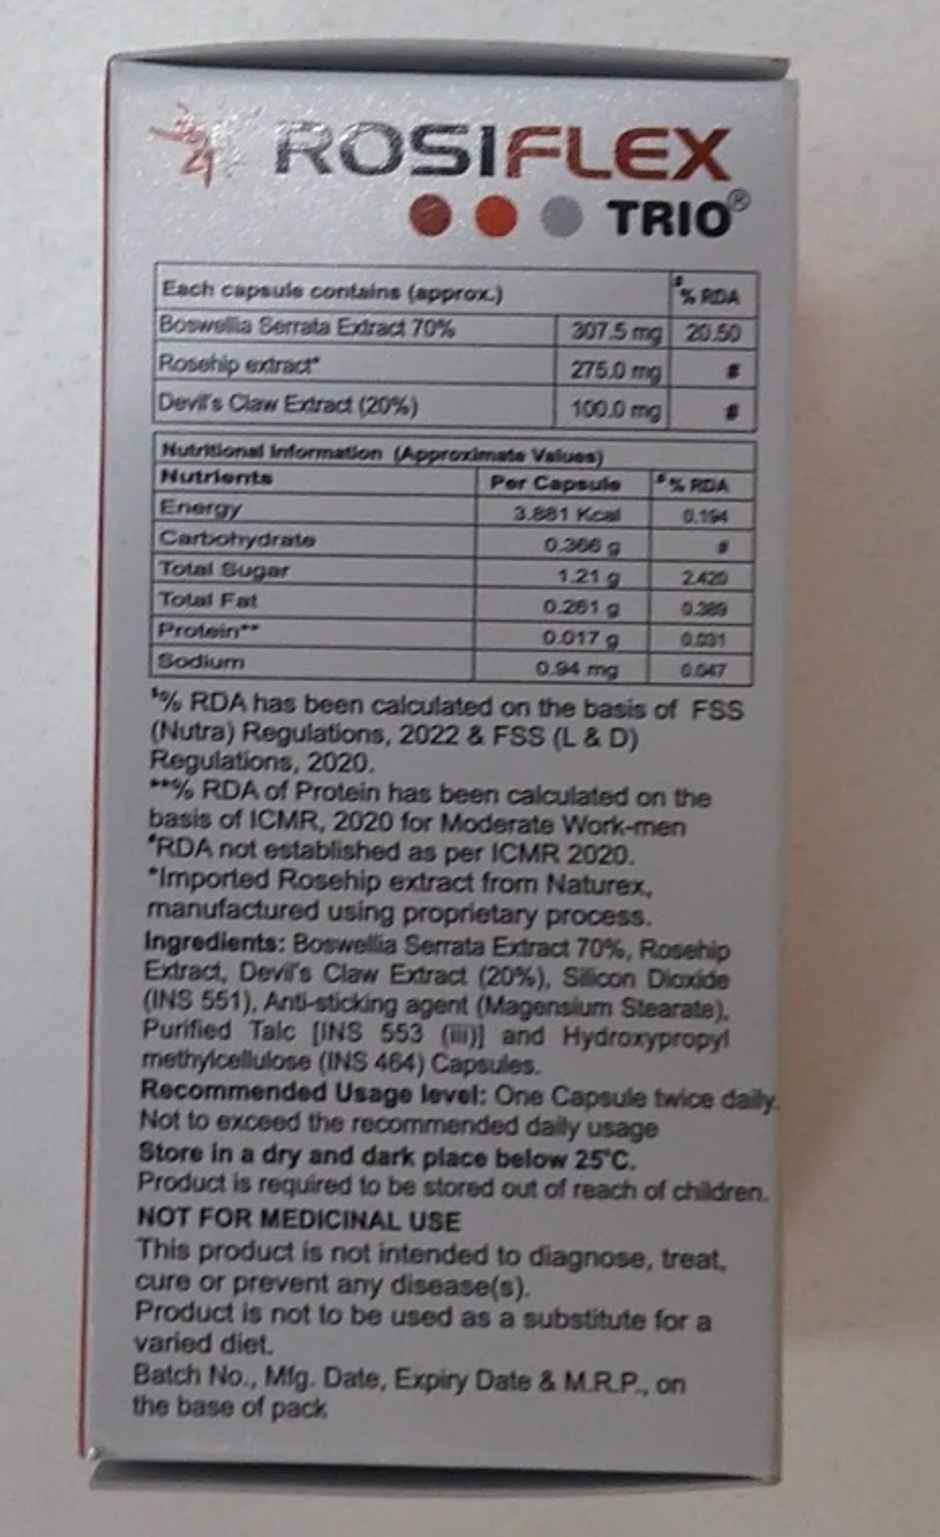 ROSIFLEX
TRIO®
Each capsule contains (approx.) $% RDA
Boswellia Serrata Extract 70% 307.5 mg 20.50
Rosehip extract* 275.0 mg #
Devil's Claw Extract (20%) 100.0 mg #
Nutritional Information (Approximate Values)
Nutrients Per Capsule $% RDA
Energy 3.881 Kcal 0.194
Carbohydrate 0.366 g #
Total Sugar 1.21 g 2.420
Total Fat 0.261 g 0.389
Protein** 0.017 g 0.031
Sodium 0.94 mg 0.047
$% RDA has been calculated on the basis of FSS
(Nutra) Regulations, 2022 & FSS (L & D)
Regulations, 2020.
**% RDA of Protein has been calculated on the
basis of ICMR, 2020 for Moderate Work-men
#RDA not established as per ICMR 2020.
*Imported Rosehip extract from Naturex,
manufactured using proprietary process.
Ingredients: Boswellia Serrata Extract 70%, Rosehip
Extract, Devil's Claw Extract (20%), Silicon Dioxide
(INS 551), Anti-sticking agent (Magensium Stearate),
Purified Talc [INS 553 (iii)] and Hydroxypropyl
methylcellulose (INS 464) Capsules.
Recommended Usage level: One Capsule twice daily.
Not to exceed the recommended daily usage
Store in a dry and dark place below 25°C.
Product is required to be stored out of reach of children.
NOT FOR MEDICINAL USE
This product is not intended to diagnose, treat,
cure or prevent any disease(s).
Product is not to be used as a substitute for a
varied diet.
Batch No., Mfg. Date, Expiry Date & M.R.P., on
the base of pack